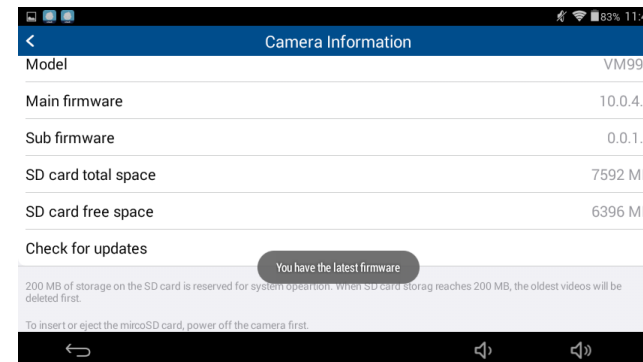 83% 11:4
Camera Information
Model VM99
Main firmware 10.0.4.
Sub firmware 0.0.1.
SD card total space 7592 M
SD card free space 6396 M
Check for updates
You have the latest firmware
200 MB of storage on the SD card is reserved for system opeartion. When SD card storag reaches 200 MB, the oldest videos will be
deleted first.
To insert or eject the mircoSD card, power off the camera first.